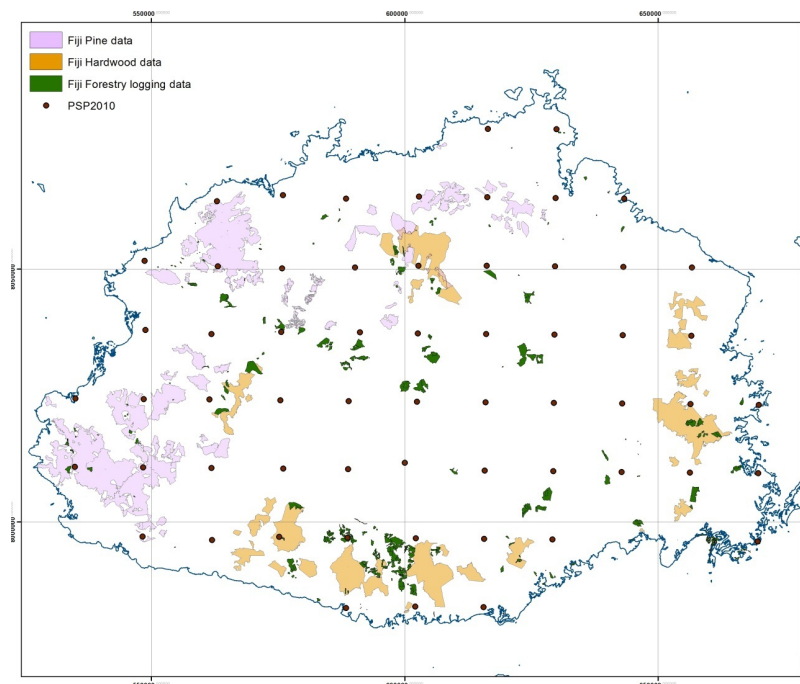 550000
600000
650000
Fiji Pine data
Fiji Hardwood data
Fiji Forestry logging data
PSP2010